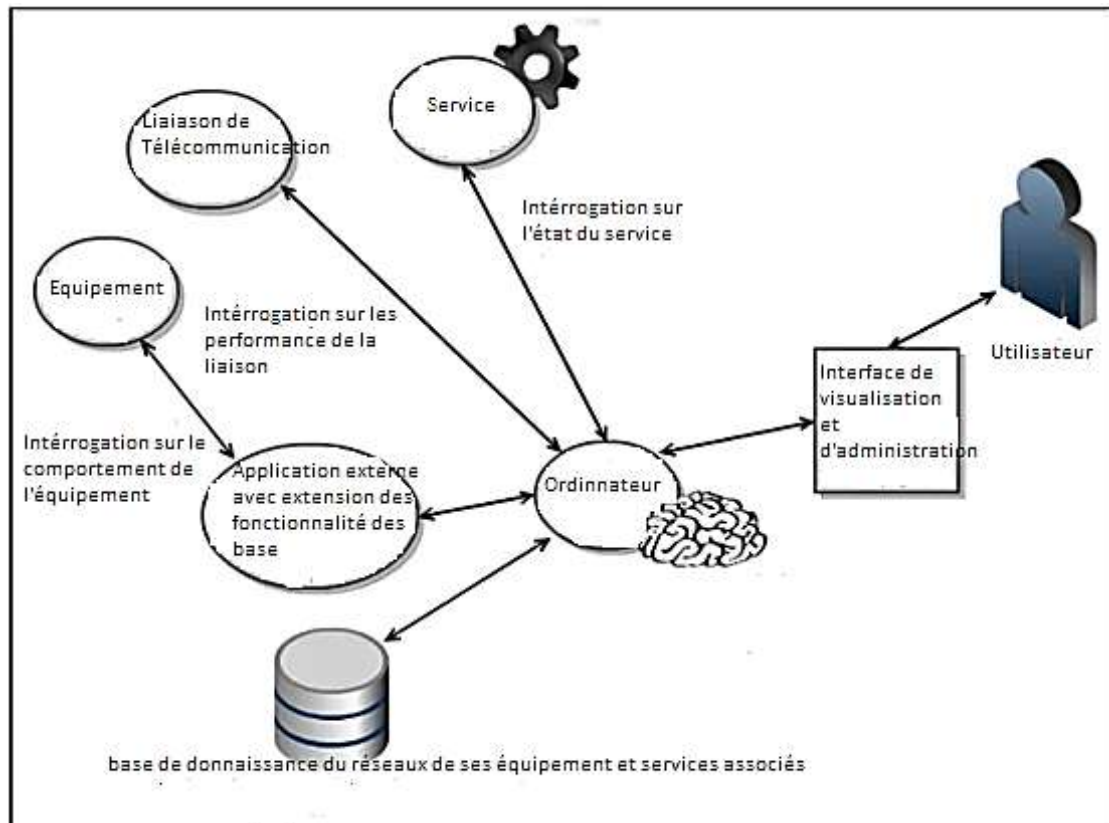 Service
Liaiason de
Télécommunication
Intérrogation sur
l'état du service
Equipement
Intérrogation sur les
performance de la
liaison
Utilisateur
Interface de
visualisation
et
d'administration
Intérrogation sur le
comportement de
l'équipement
Application externe
avec extension des
fonctionnalité des
base
Ordinnateur
base de donnaissance du réseaux de ses équipement et services associés